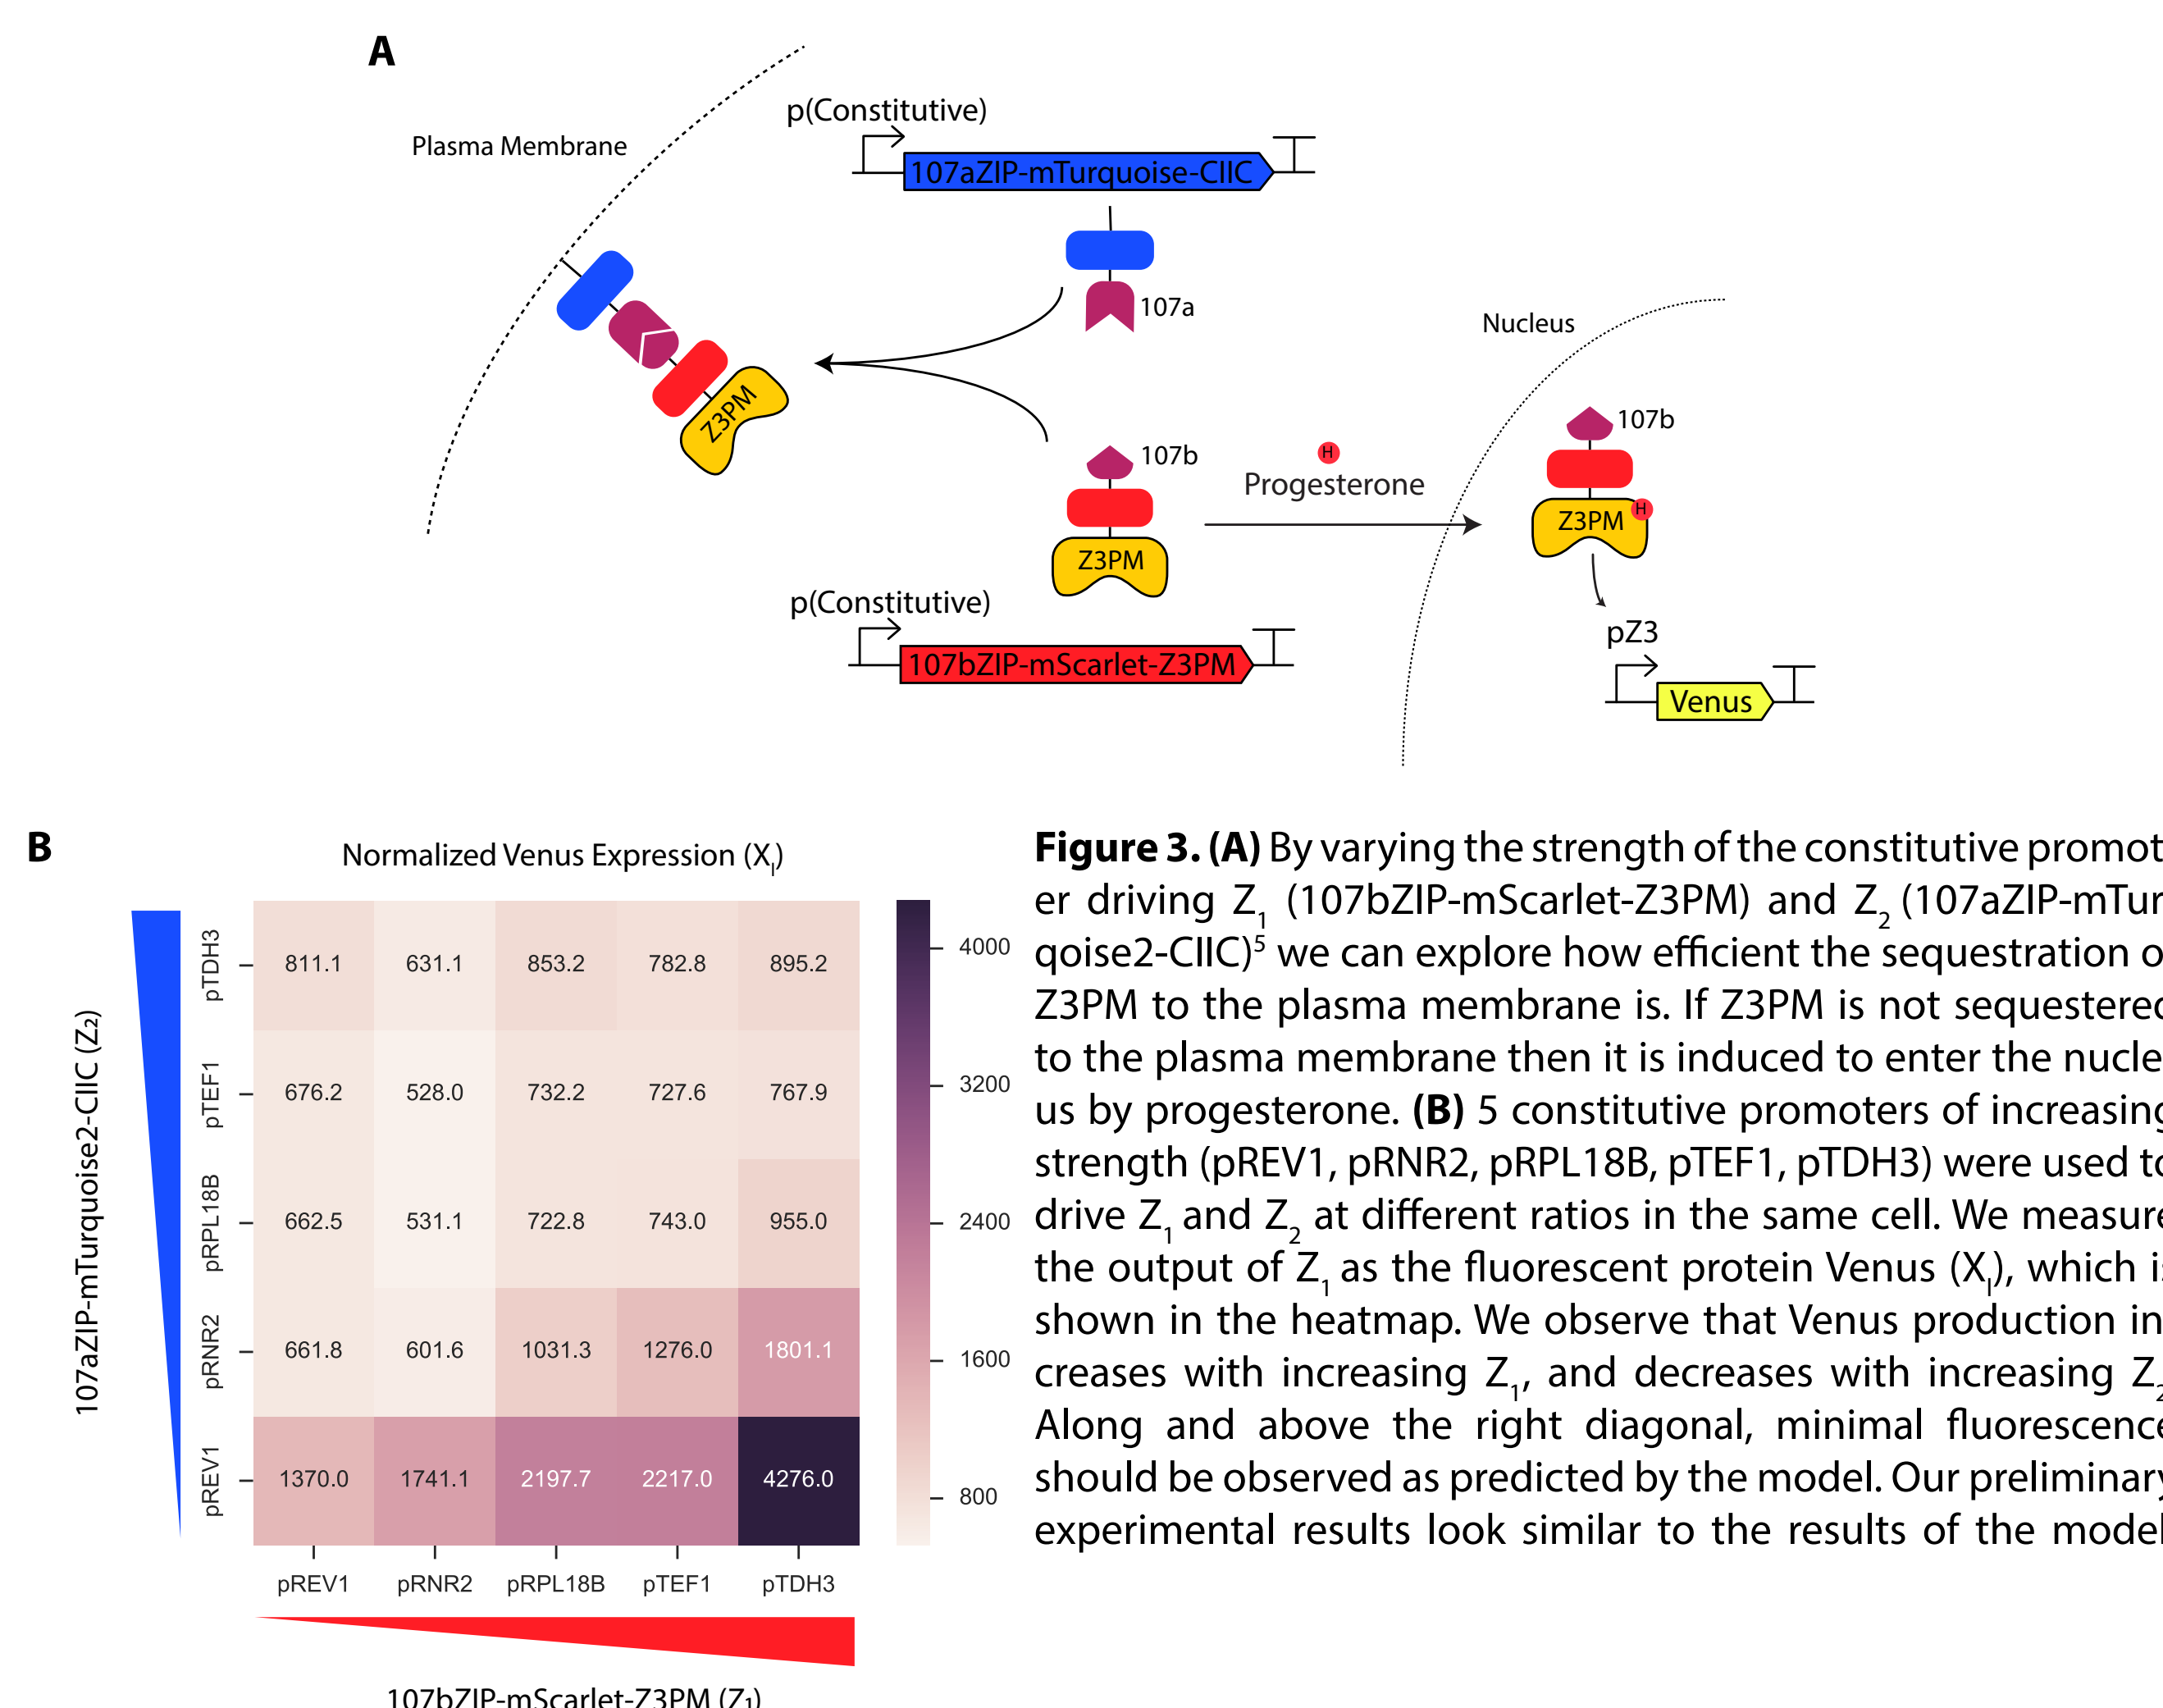 A
Plasma Membrane
p(Constitutive)
107aZIP-mTurquoise-CIIC
107a
Nucleus
107b
107b
H
Progesterone
Z3PM
Z3PM
Z3PM
H
p(Constitutive)
107bZIP-mScarlet-Z3PM
pZ3
Venus
B
Normalized Venus Expression (X_I)
107aZIP-mTurquoise2-CIIC (Z₂)
pTDH3 811.1 631.1 853.2 782.8 895.2
pTEF1 676.2 528.0 732.2 727.6 767.9
pRPL18B 662.5 531.1 722.8 743.0 955.0
pRNR2 661.8 601.6 1031.3 1276.0 1801.1
pREV1 1370.0 1741.1 2197.7 2217.0 4276.0
pREV1 pRNR2 pRPL18B pTEF1 pTDH3
107bZIP-mScarlet-Z3PM (Z₁)
4000
3200
2400
1600
800
Figure 3. (A) By varying the strength of the constitutive promot
er driving Z₁ (107bZIP-mScarlet-Z3PM) and Z₂ (107aZIP-mTur
qoise2-CIIC)⁵ we can explore how efficient the sequestration o
Z3PM to the plasma membrane is. If Z3PM is not sequestered
to the plasma membrane then it is induced to enter the nucle
us by progesterone. (B) 5 constitutive promoters of increasing
strength (pREV1, pRNR2, pRPL18B, pTEF1, pTDH3) were used to
drive Z₁ and Z₂ at different ratios in the same cell. We measure
the output of Z₁ as the fluorescent protein Venus (X_I), which is
shown in the heatmap. We observe that Venus production in
creases with increasing Z₁, and decreases with increasing Z₂
Along and above the right diagonal, minimal fluorescence
should be observed as predicted by the model. Our preliminary
experimental results look similar to the results of the model